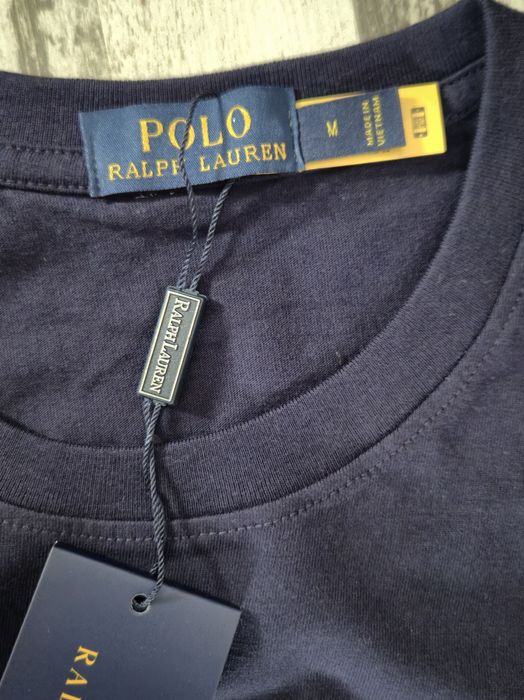 POLO
RALPH LAUREN
M
MADE IN
VIETNAM
RALPH LAUREN
RA